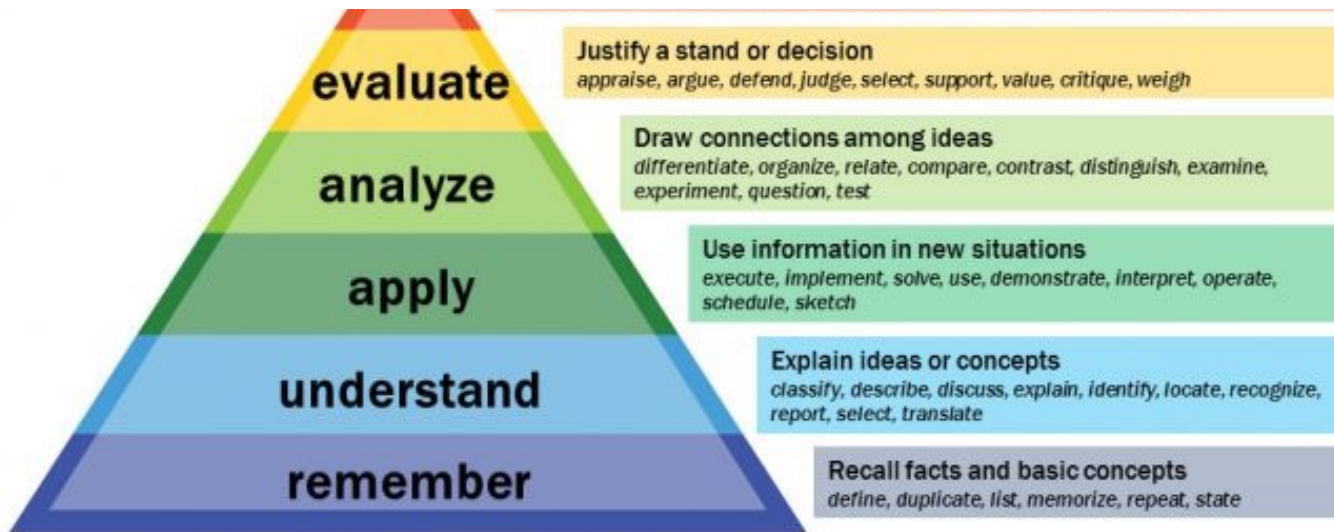 evaluate
Justify a stand or decision
appraise, argue, defend, judge, select, support, value, critique, weigh
analyze
Draw connections among ideas
differentiate, organize, relate, compare, contrast, distinguish, examine,
experiment, question, test
apply
Use information in new situations
execute, implement, solve, use, demonstrate, interpret, operate,
schedule, sketch
understand
Explain ideas or concepts
classify, describe, discuss, explain, identify, locate, recognize,
report, select, translate
remember
Recall facts and basic concepts
define, duplicate, list, memorize, repeat, state